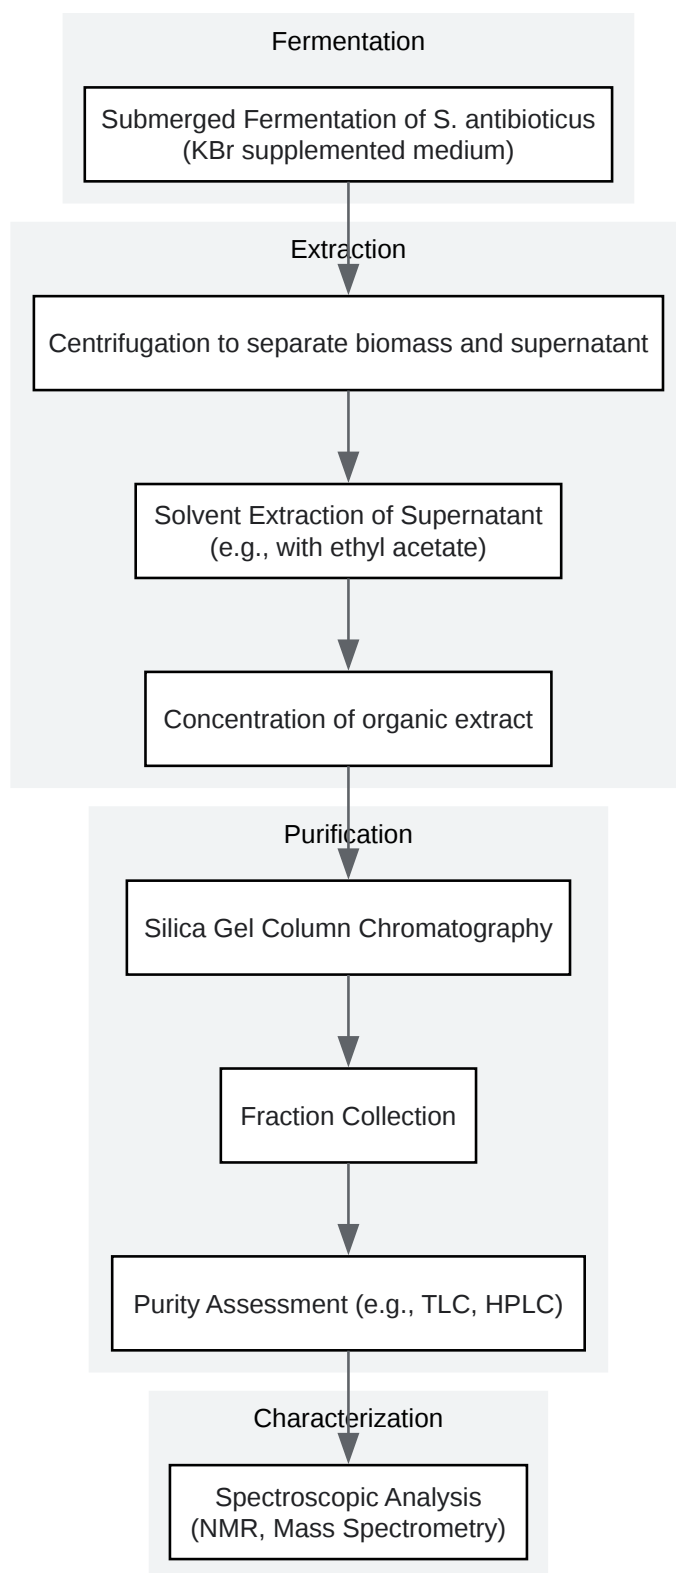 Fermentation
Submerged Fermentation of S. antibioticus
(KBr supplemented medium)
Extraction
Centrifugation to separate biomass and supernatant
Solvent Extraction of Supernatant
(e.g., with ethyl acetate)
Concentration of organic extract
Purification
Silica Gel Column Chromatography
Fraction Collection
Purity Assessment (e.g., TLC, HPLC)
Characterization
Spectroscopic Analysis
(NMR, Mass Spectrometry)